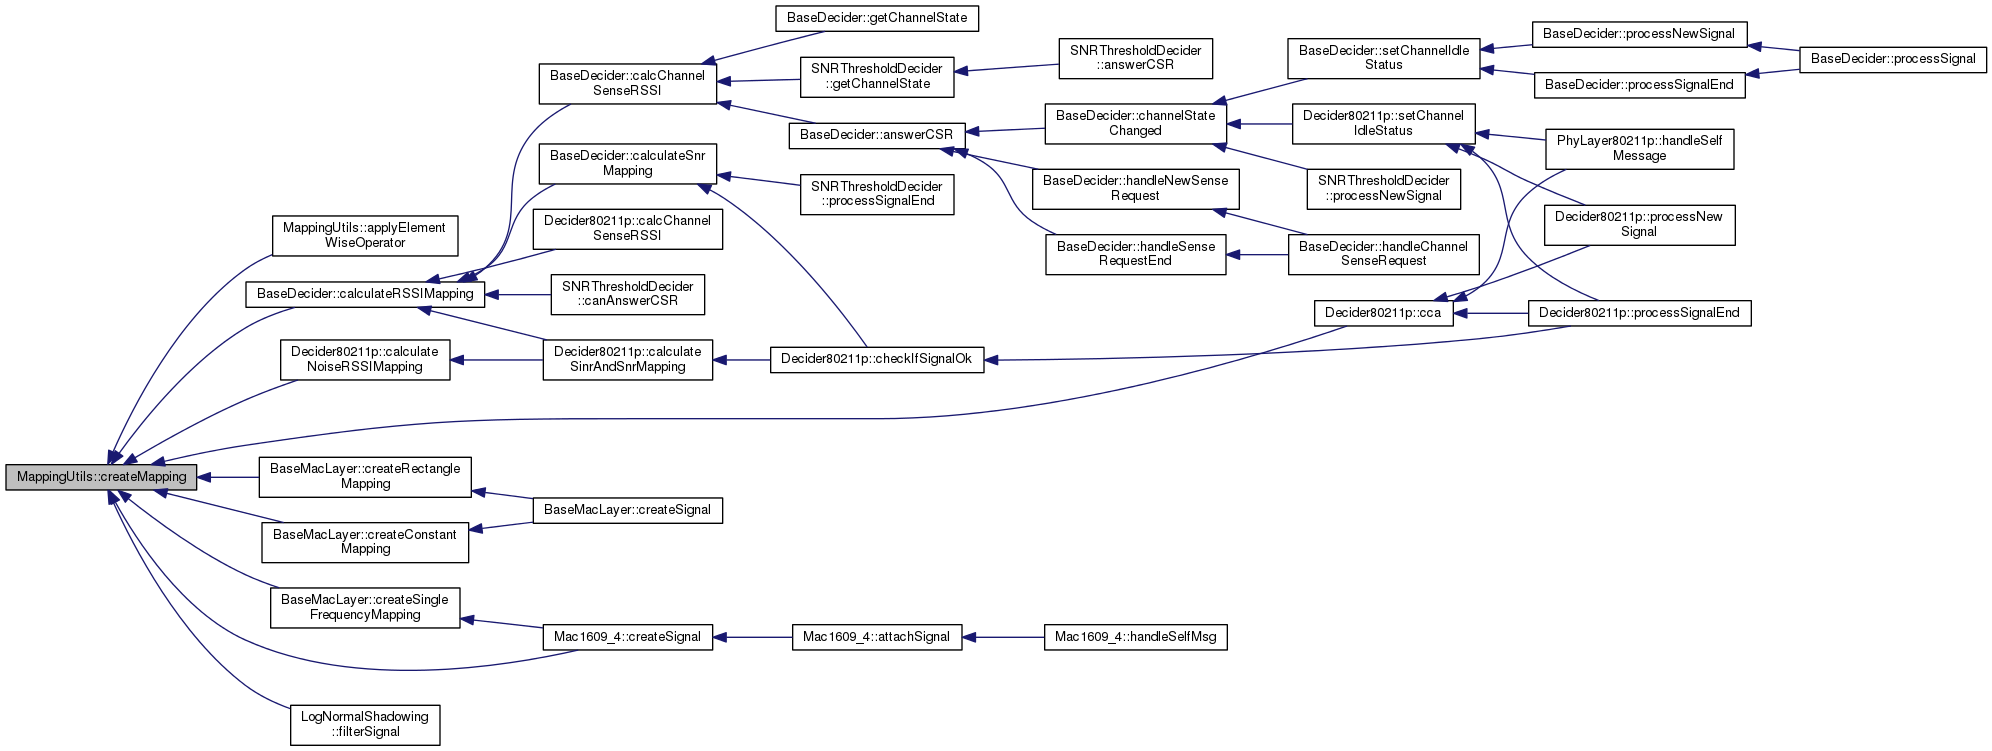 MappingUtils::createMapping
MappingUtils::applyElement
WiseOperator
BaseDecider::calculateRSSIMapping
Decider80211p::calculate
NoiseRSSIMapping
BaseMacLayer::createRectangle
Mapping
BaseMacLayer::createConstant
Mapping
BaseMacLayer::createSingle
FrequencyMapping
LogNormalShadowing
::filterSignal
BaseDecider::calcChannel
SenseRSSI
BaseDecider::calculateSnr
Mapping
Decider80211p::calcChannel
SenseRSSI
SNRThresholdDecider
::canAnswerCSR
Decider80211p::calculate
SinrAndSnrMapping
BaseMacLayer::createSignal
Mac1609_4::createSignal
BaseDecider::getChannelState
SNRThresholdDecider
::getChannelState
BaseDecider::answerCSR
SNRThresholdDecider
::processSignalEnd
Decider80211p::checkIfSignalOk
Mac1609_4::attachSignal
SNRThresholdDecider
::answerCSR
BaseDecider::channelState
Changed
BaseDecider::handleNewSense
Request
BaseDecider::handleSense
RequestEnd
Mac1609_4::handleSelfMsg
BaseDecider::setChannelIdle
Status
Decider80211p::setChannel
IdleStatus
SNRThresholdDecider
::processNewSignal
BaseDecider::handleChannel
SenseRequest
Decider80211p::cca
BaseDecider::processNewSignal
BaseDecider::processSignalEnd
PhyLayer80211p::handleSelf
Message
Decider80211p::processNew
Signal
Decider80211p::processSignalEnd
BaseDecider::processSignal